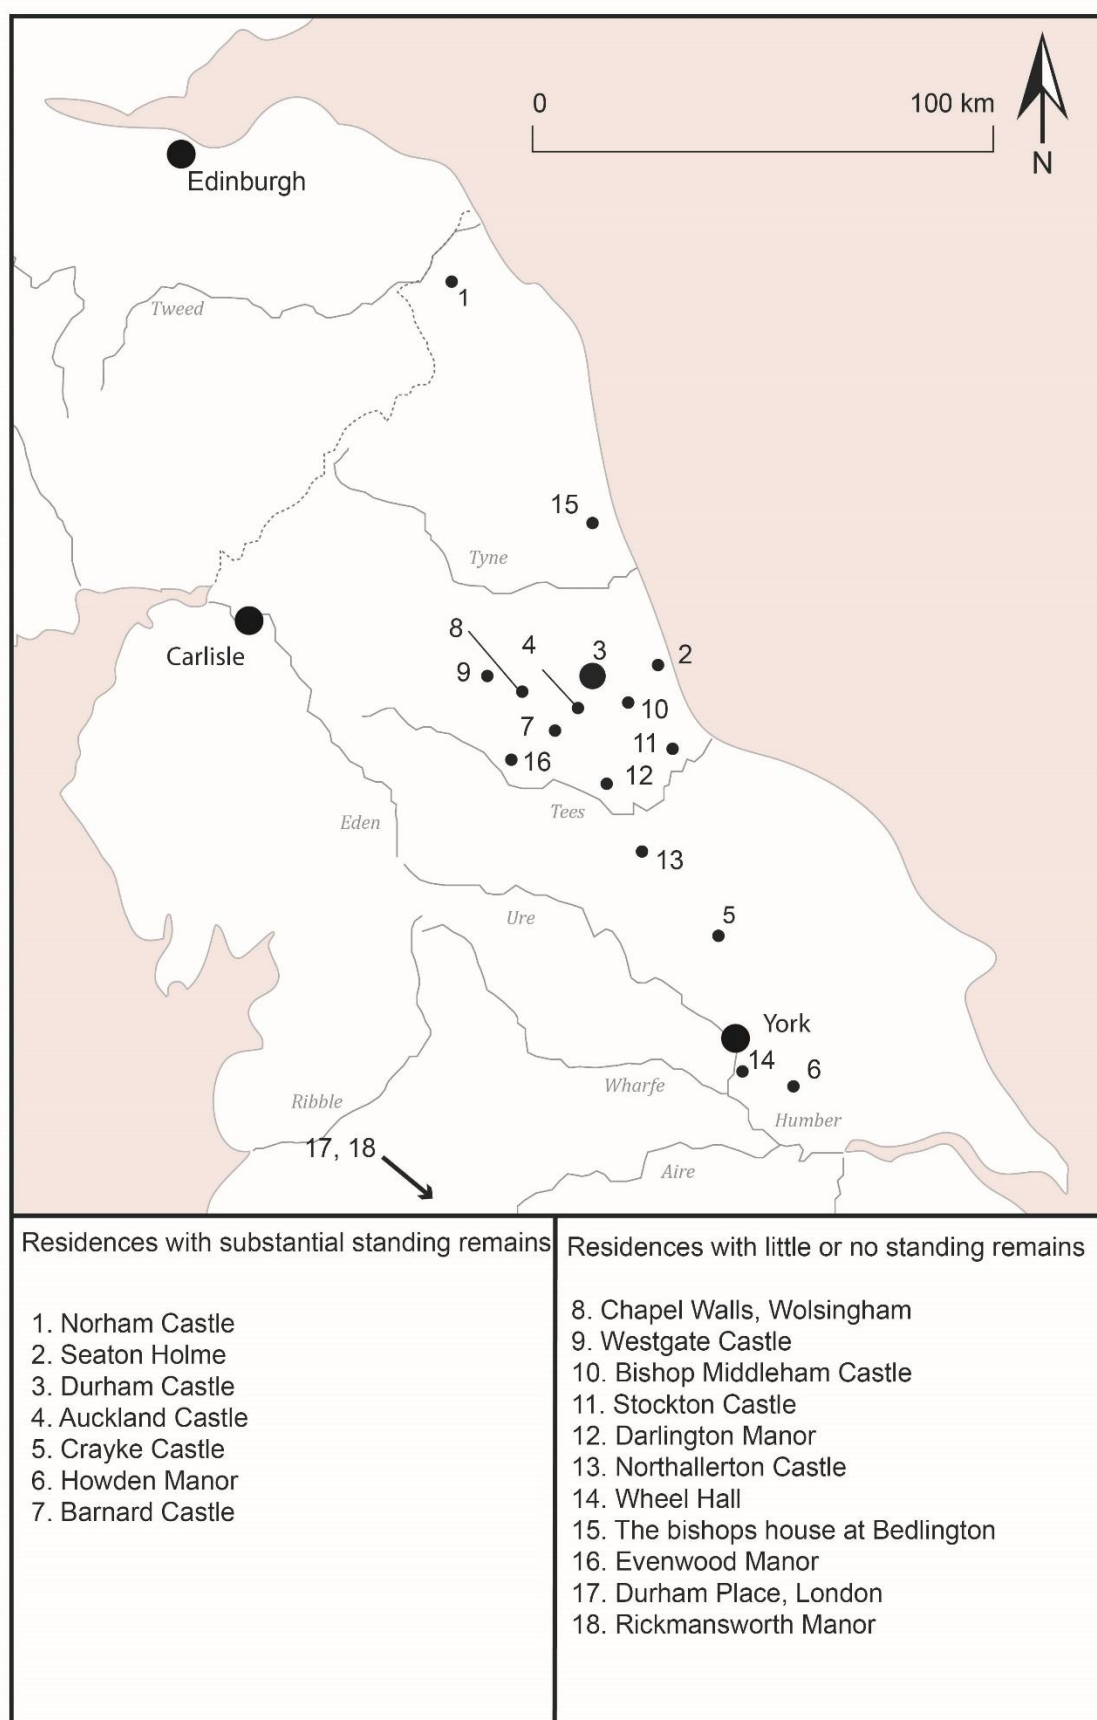 0 100 km
N
Edinburgh
1
Tweed
15
Tyne
8
4
3
2
Carlisle
9
10
7
11
16
12
Tees
Eden
13
Ure
5
York
14
6
Wharfe
Ribble
Humber
17, 18
Aire
Residences with substantial standing remains
1. Norham Castle
2. Seaton Holme
3. Durham Castle
4. Auckland Castle
5. Crayke Castle
6. Howden Manor
7. Barnard Castle
Residences with little or no standing remains
8. Chapel Walls, Wolsingham
9. Westgate Castle
10. Bishop Middleham Castle
11. Stockton Castle
12. Darlington Manor
13. Northallerton Castle
14. Wheel Hall
15. The bishops house at Bedlington
16. Evenwood Manor
17. Durham Place, London
18. Rickmansworth Manor